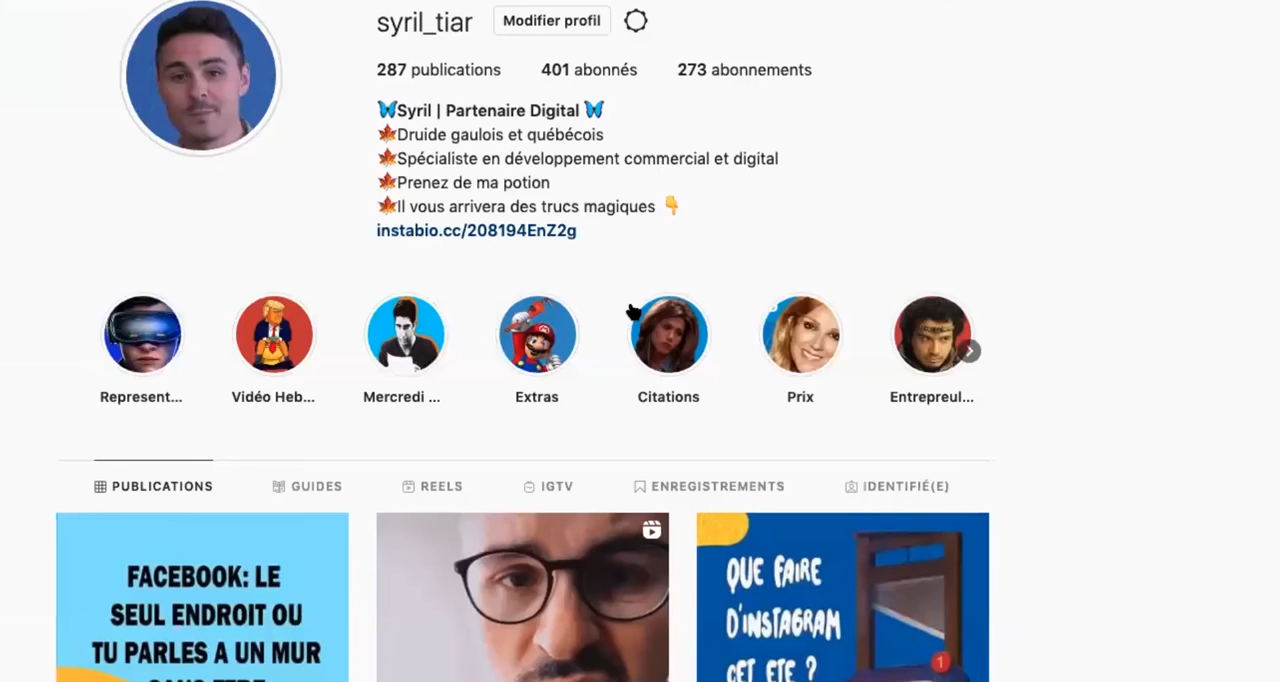 syril_tiar
Modifier profil
287 publications 401 abonnés 273 abonnements
Syril | Partenaire Digital
Druide gaulois et québécois
Spécialiste en développement commercial et digital
Prenez de ma potion
Il vous arrivera des trucs magiques
instabio.cc/208194EnZ2g
Represent... Vidéo Heb... Mercredi ... Extras Citations Prix Entrepreul...
PUBLICATIONS GUIDES REELS IGTV ENREGISTREMENTS IDENTIFIÉ(E)
FACEBOOK: LE
SEUL ENDROIT OU
TU PARLES A UN MUR
QUE FAIRE
D'INSTAGRAM
CET ETE ?
1